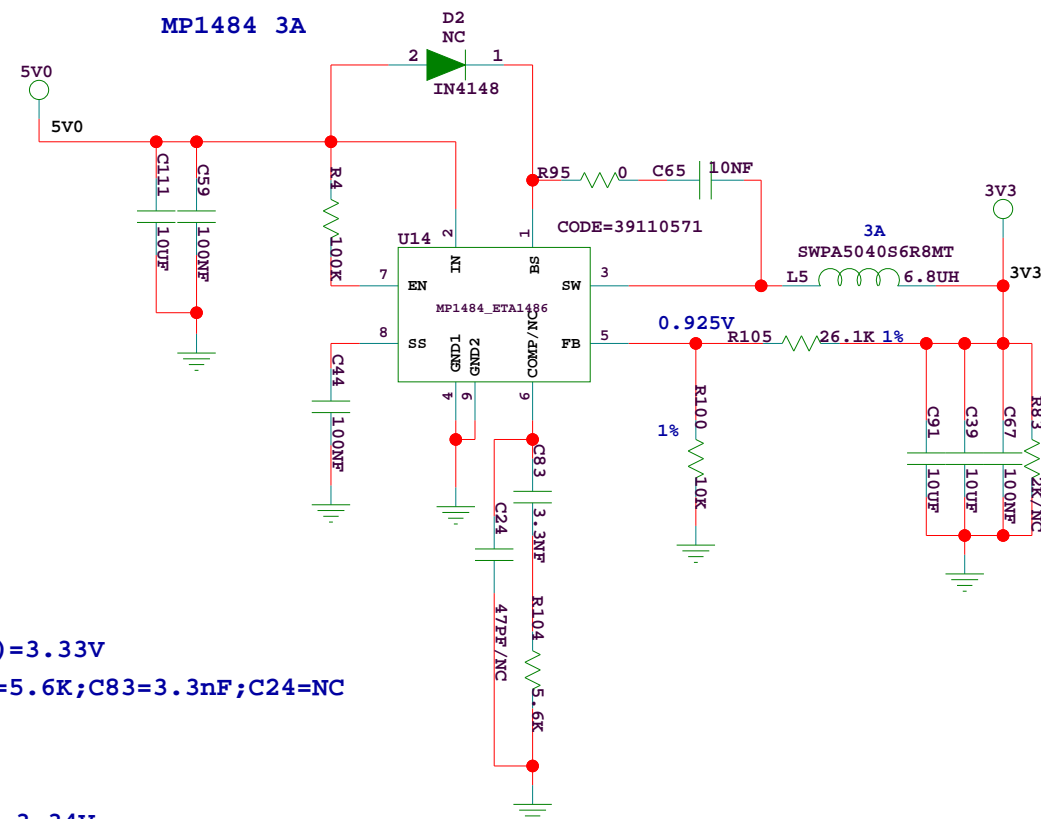 MP1484 3A
D2
NC
2
1
IN4148
5V0
5V0
C111
10UF
C59
100NF
R4
100K
R95
0
C65
10NF
CODE=39110571
3V3
3V3
3A
SWPA5040S6R8MT
L5
6.8UH
U14
2
1
IN
BS
7
EN
SW
3
MP1484_ETA1486
8
SS
FB
5
GND1
GND2
COMP/NC
4
9
6
0.925V
R105
26.1K
1%
C44
100NF
R100
1%
10K
C91
10UF
C39
10UF
C67
100NF
R83
2K/NC
C83
3.3NF
C24
47PF/NC
R104
5.6K
)=3.33V
=5.6K;C83=3.3nF;C24=NC